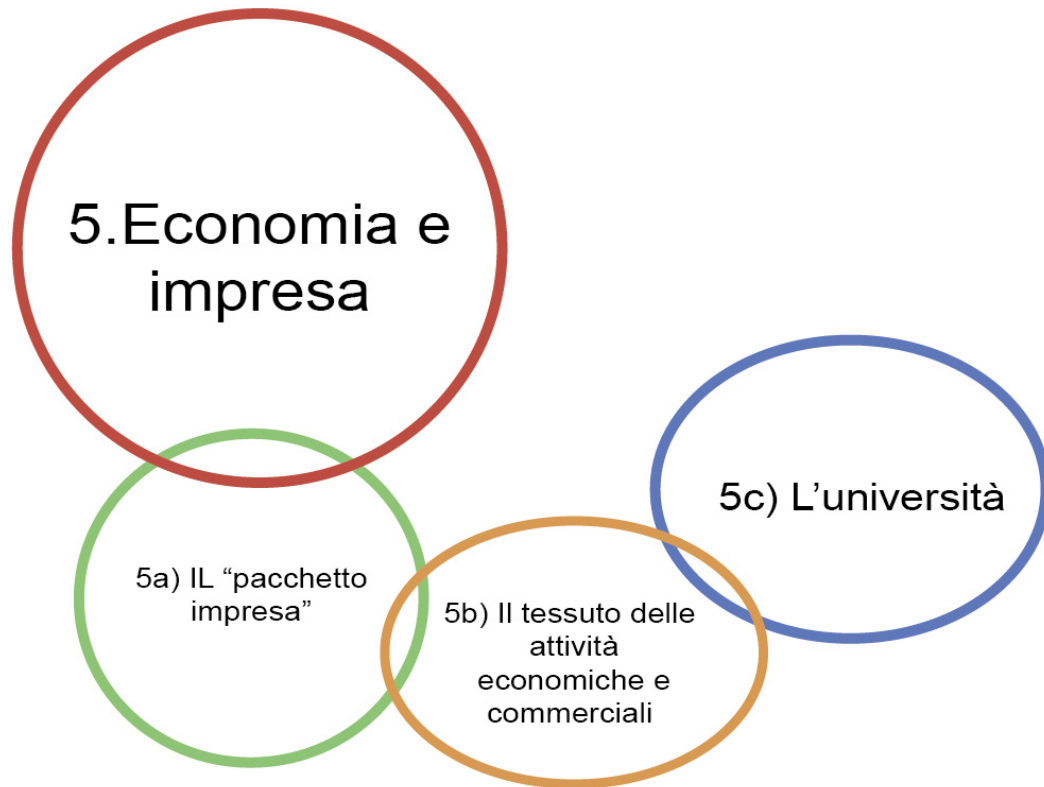 5.Economia e
impresa
5a) IL “pacchetto
impresa”
5b) Il tessuto delle
attività
economiche e
commerciali
5c) L’università